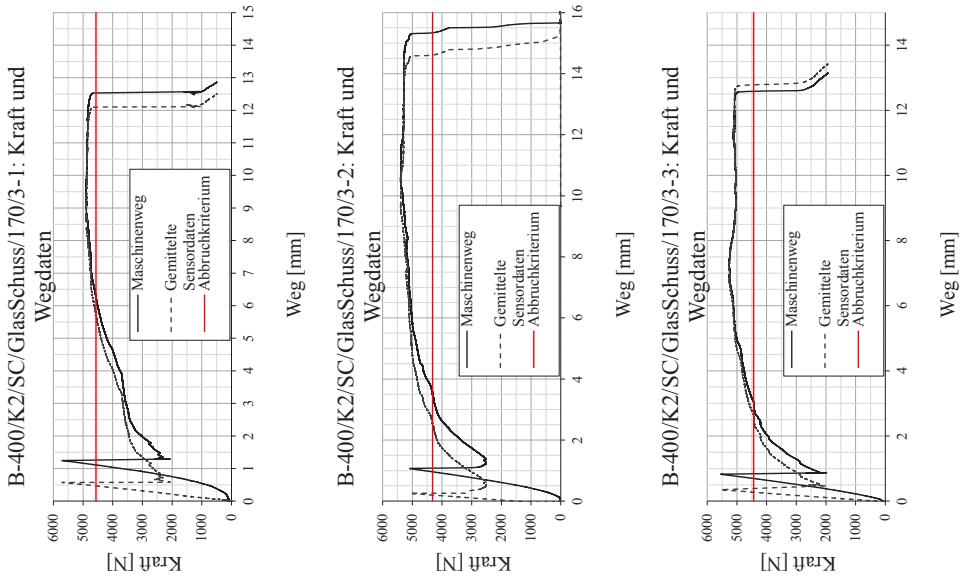 B-400/K2/SC/GlasSchuss/170/3-1: Kraft und
Wegdaten
6000
5000
4000
3000
2000
1000
0
Kraft [N]
0 1 2 3 4 5 6 7 8 9 10 11 12 13 14 15
Weg [mm]
Maschinenweg
Gemittelte
Sensordaten
Abbruchkriterium
B-400/K2/SC/GlasSchuss/170/3-2: Kraft und
Wegdaten
6000
5000
4000
3000
2000
1000
0
Kraft [N]
0 2 4 6 8 10 12 14 16
Weg [mm]
Maschinenweg
Gemittelte
Sensordaten
Abbruchkriterium
B-400/K2/SC/GlasSchuss/170/3-3: Kraft und
Wegdaten
6000
5000
4000
3000
2000
1000
0
Kraft [N]
0 2 4 6 8 10 12 14
Weg [mm]
Maschinenweg
Gemittelte
Sensordaten
Abbruchkriterium